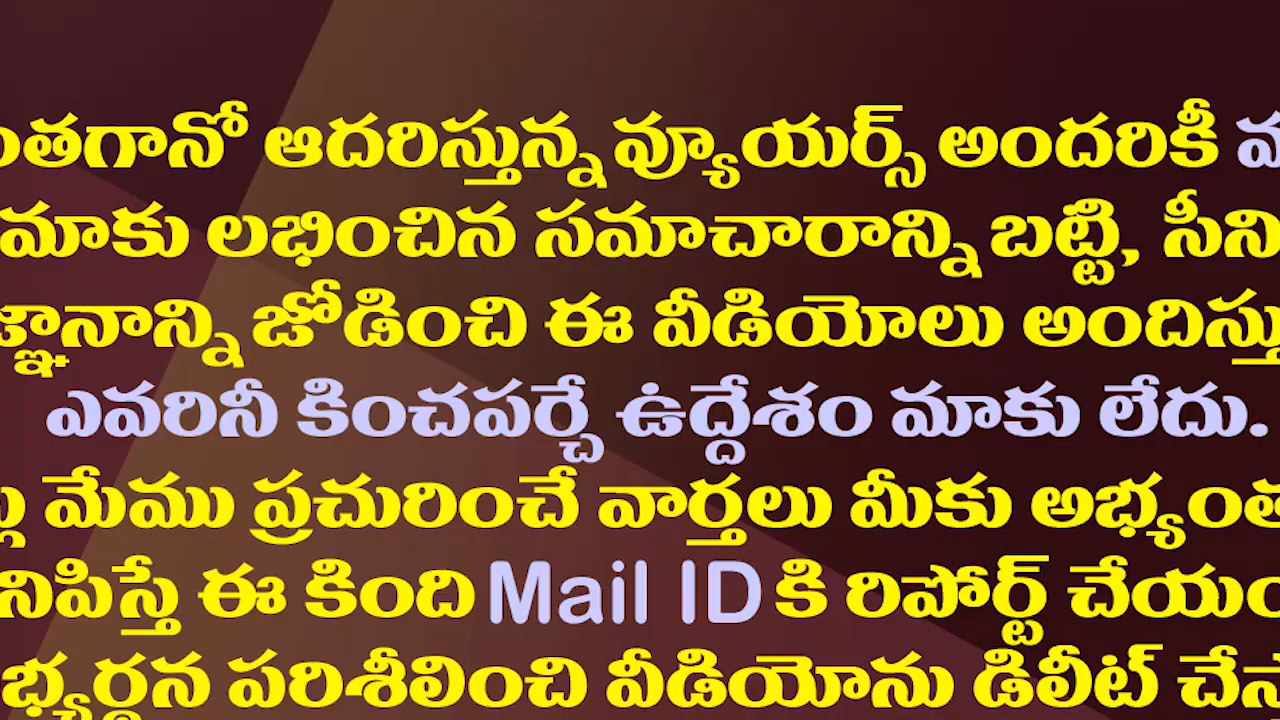 ంతగానో ఆదరిస్తున్న వ్యూయర్స్ అందరికీ
మాకు లభించిన సమాచారాన్ని బట్టి, సీని
జ్ఞానాన్ని జోడించి ఈ వీడియోలు అందిస్తు
ఎవరినీ కించపర్చే ఉద్దేశం మాకు లేదు.
మేము ప్రచురించే వార్తలు మీకు అభ్యంత
నిపిస్తే ఈ కింది Mail ID కి రిపోర్ట్ చేయం
భ్యర్థన పరిశీలించి వీడియోను డిలీట్ చేస